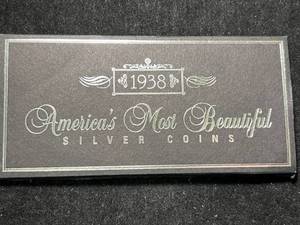 1938
America's Most Beautiful
SILVER COINS